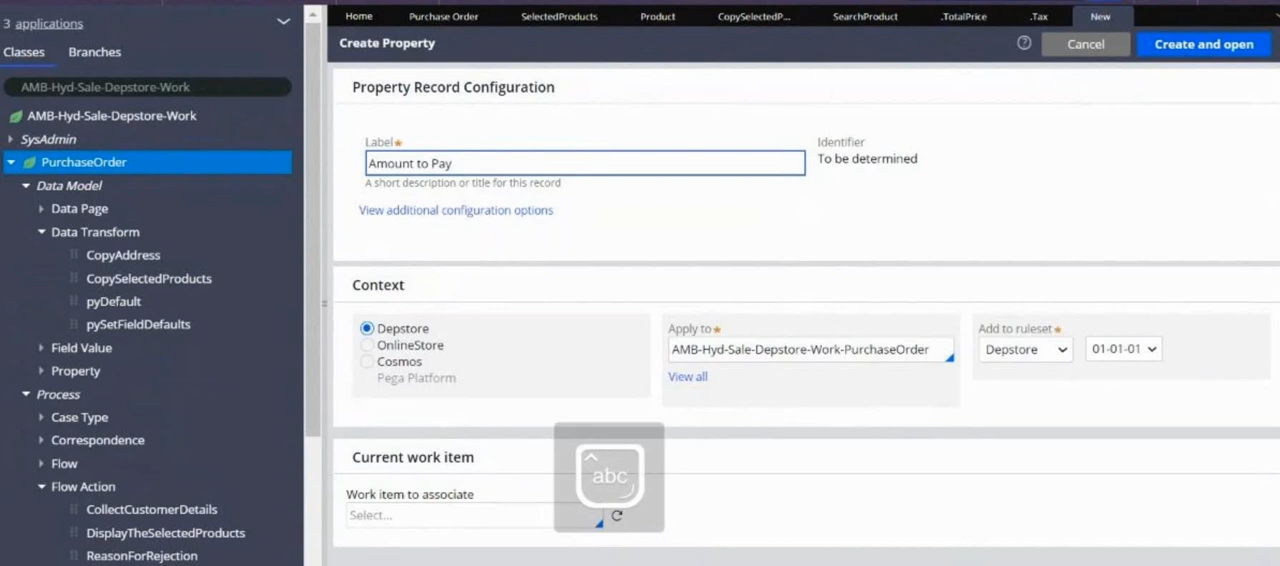 3 applications
Classes
Branches
AMB-Hyd-Sale-Depstore-Work
AMB-Hyd-Sale-Depstore-Work
SysAdmin
PurchaseOrder
Data Model
Data Page
Data Transform
CopyAddress
CopySelectedProducts
pyDefault
pySetFieldDefaults
Field Value
Property
Process
Case Type
Correspondence
Flow
Flow Action
CollectCustomerDetails
DisplayTheSelectedProducts
ReasonForRejection
Home
Purchase Order
SelectedProducts
Product
CopySelectedP...
SearchProduct
.TotalPrice
.Tax
New
Create Property
Cancel
Create and open
Property Record Configuration
Label★
Amount to Pay
A short description or title for this record
Identifier
To be determined
View additional configuration options
Context
Depstore
OnlineStore
Cosmos
Pega Platform
Apply to★
AMB-Hyd-Sale-Depstore-Work-PurchaseOrder
View all
Add to ruleset★
Depstore
01-01-01
Current work item
Work item to associate
Select...
abc